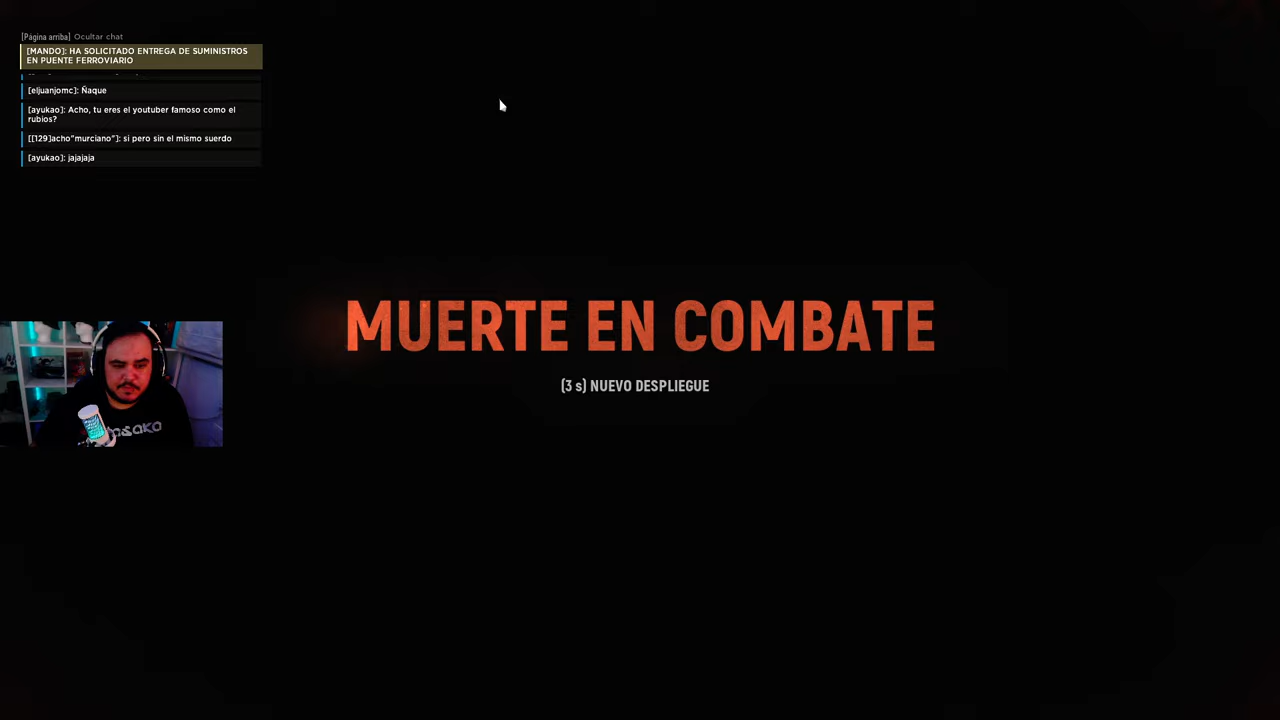 [Página arriba] Ocultar chat
[MANDO]: HA SOLICITADO ENTREGA DE SUMINISTROS
EN PUENTE FERROVIARIO
[eljuanjomc]: Ñaque
[ayukao]: Acho, tu eres el youtuber famoso como el
rubios?
[[129]acho"murciano"]: si pero sin el mismo suerdo
[ayukao]: jajajaja
MUERTE EN COMBATE
(3 s) NUEVO DESPLIEGUE